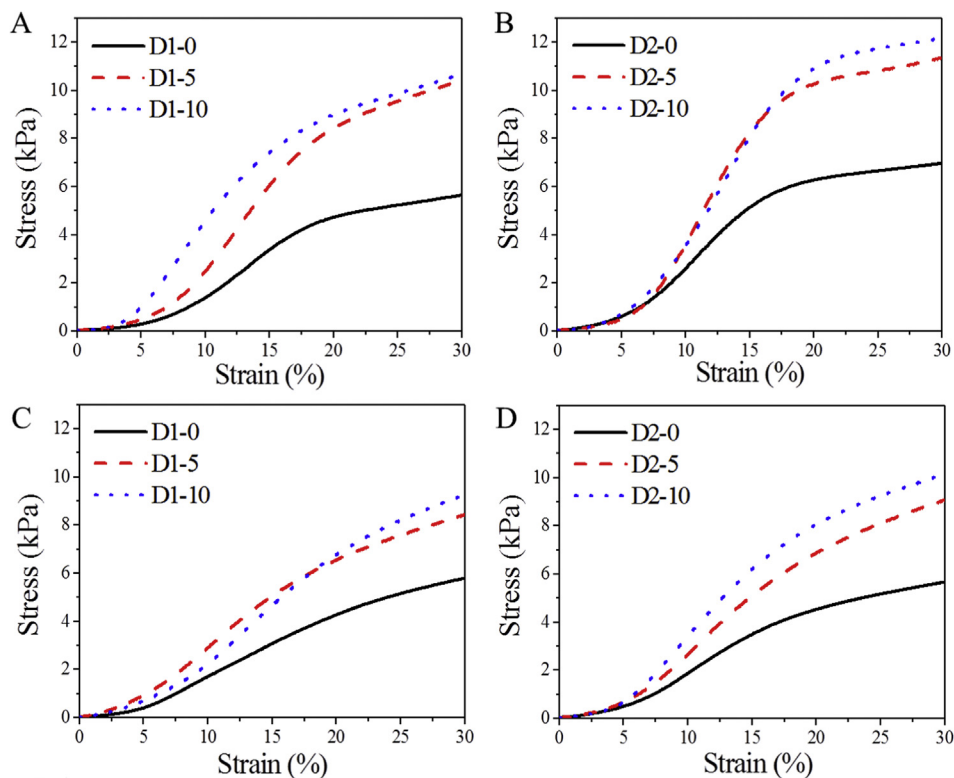 A
D1-0
D1-5
D1-10
Stress (kPa)
12
10
8
6
4
2
0
0 5 10 15 20 25 30
Strain (%)
B
D2-0
D2-5
D2-10
Stress (kPa)
12
10
8
6
4
2
0
0 5 10 15 20 25 30
Strain (%)
C
D1-0
D1-5
D1-10
Stress (kPa)
12
10
8
6
4
2
0
0 5 10 15 20 25 30
Strain (%)
D
D2-0
D2-5
D2-10
Stress (kPa)
12
10
8
6
4
2
0
0 5 10 15 20 25 30
Strain (%)